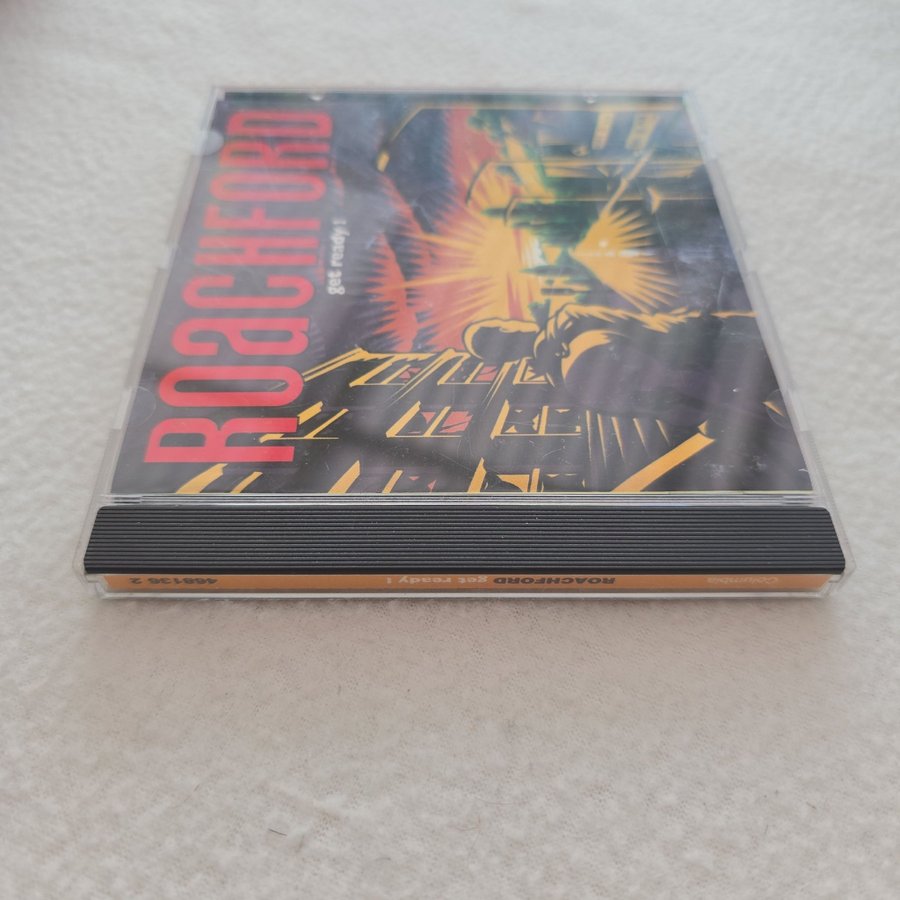 ROaCHFORD
get ready !
Columbia
ROACHFORD get ready !
468136 2